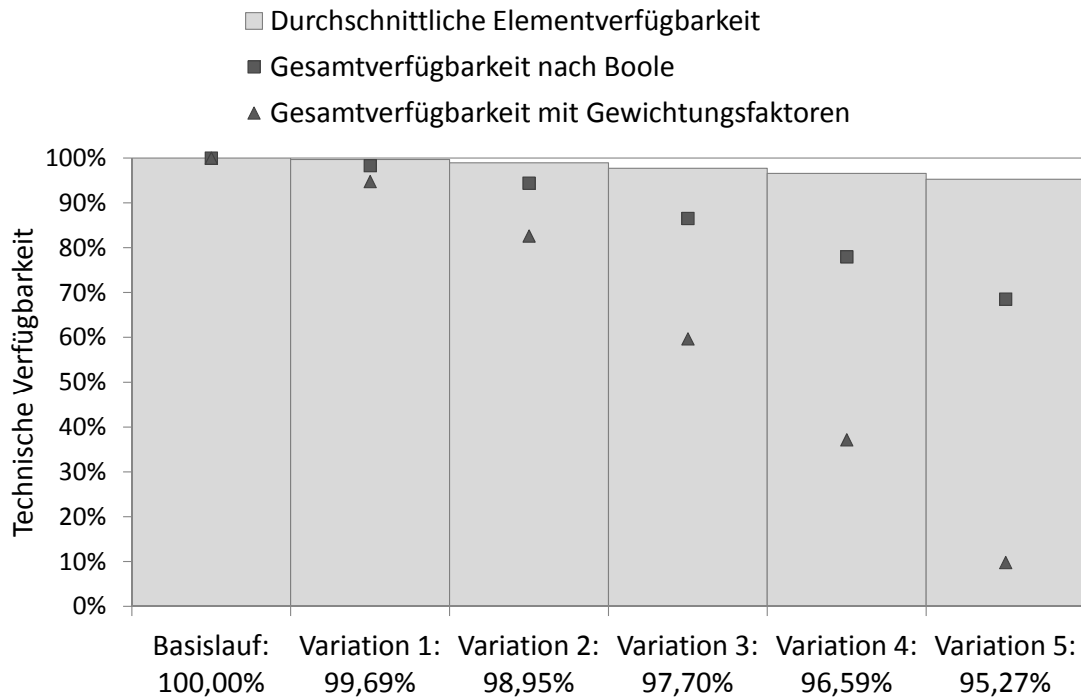 Durchschnittliche Elementverfügbarkeit
Gesamtverfügbarkeit nach Boole
Gesamtverfügbarkeit mit Gewichtungsfaktoren
Technische Verfügbarkeit
100%
90%
80%
70%
60%
50%
40%
30%
20%
10%
0%
Basislauf: Variation 1: Variation 2: Variation 3: Variation 4: Variation 5:
100,00% 99,69% 98,95% 97,70% 96,59% 95,27%